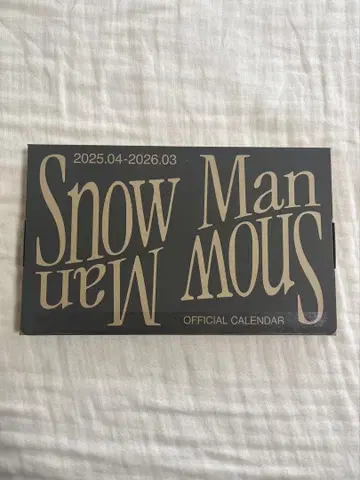 2025.04-2026.03
Snow Man
Snow Man
OFFICIAL CALENDAR